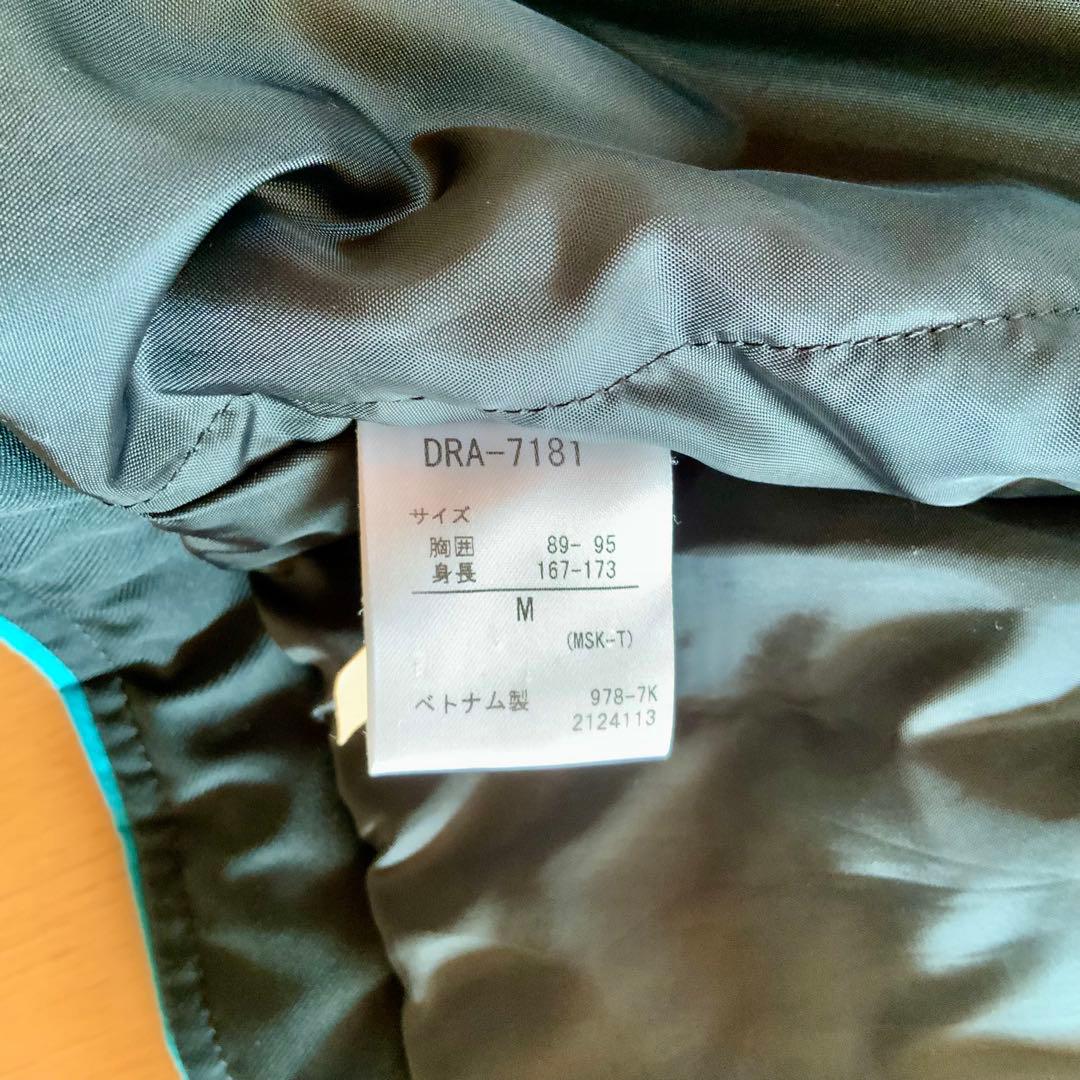 DRA-7181
サイズ
胸囲 89- 95
身長 167-173
M
(MSK-T)
ベトナム製 978-7K
2124113